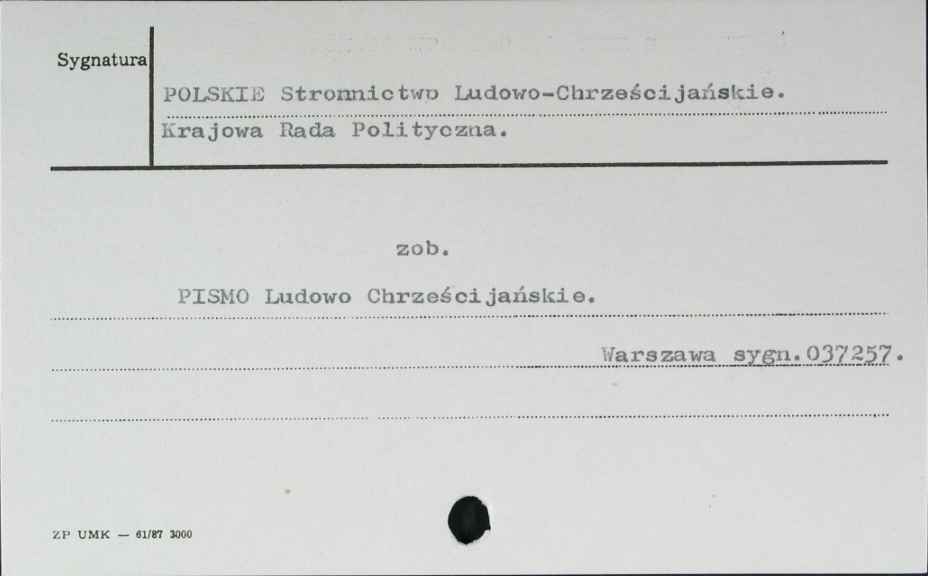 Sygnatura
POLSKIE Stronnictwo Ludowo-Chrześcijańskie.
Krajowa Rada Polityczna.
zob.
PISMO Ludowo Chrześcijańskie.
Warszawa sygn.037257.
ZP UMK — 61/87 3000